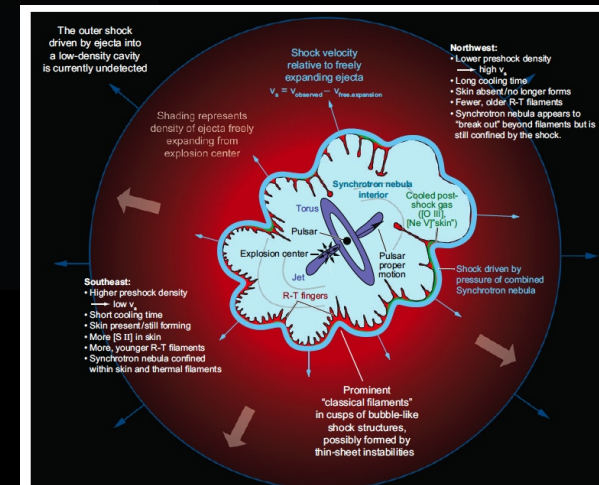 The outer shock
driven by ejecta into
a low-density cavity
is currently undetected
Shock velocity
relative to freely
expanding ejecta
vs = vobserved – vfree.expansion
Northwest:
• Lower preshock density
→ high vs
• Long cooling time
• Skin absent/no longer forms
• Fewer, older R-T filaments
• Synchrotron nebula appears to
"break out" beyond filaments but is
still confined by the shock.
Shading represents
density of ejecta freely
expanding from
explosion center
Synchrotron nebula
interior
Cooled post-
shock gas
([O III],
[Ne V]"skin")
Torus
Pulsar
Explosion center
Pulsar
proper
motion
Jet
R-T fingers
Shock driven by
pressure of combined
Synchrotron nebula
Southeast:
• Higher preshock density
→ low vs
• Short cooling time
• Skin present/still forming
• More [S II] in skin
• More, younger R-T filaments
• Synchrotron nebula confined
within skin and thermal filaments
Prominent
"classical filaments"
in cusps of bubble-like
shock structures,
possibly formed by
thin-sheet instabilities